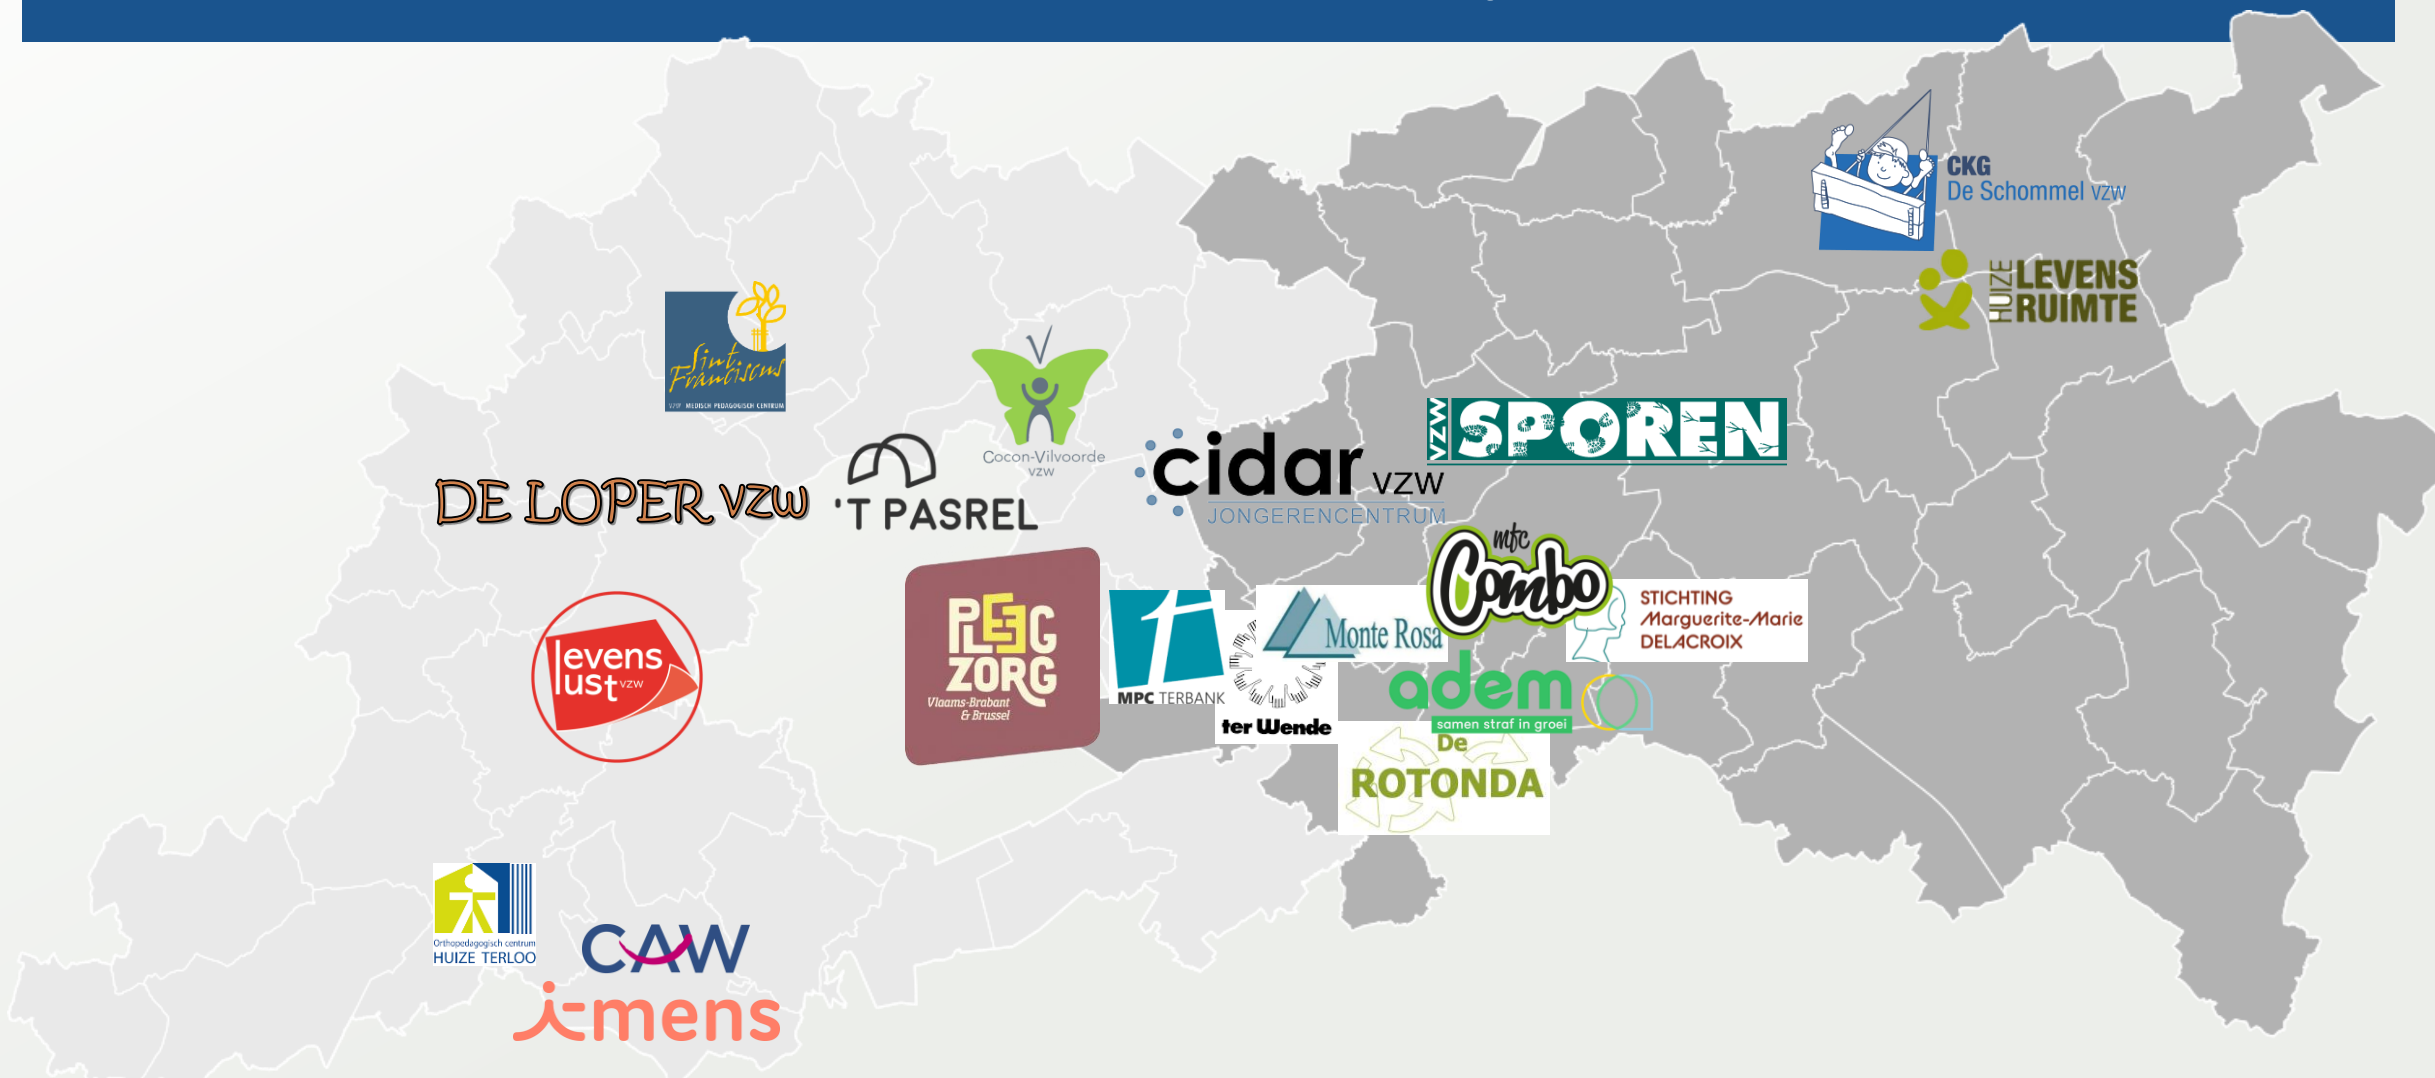 CKG
De Schommel vzw
HUIZE
LEVENS
RUIMTE
Sint
Franciscus
VZW MEDISCH PEDAGOGISCH CENTRUM
Cocon-Vilvoorde
vzw
vzw SPOREN
cidar vzw
JONGERENCENTRUM
DE LOPER vzw
'T PASREL
mfc
Combo
PLEEG
ZORG
Vlaams-Brabant
& Brussel
MPC TERBANK
ter Wende
Monte Rosa
STICHTING
Marguerite-Marie
DELACROIX
levens
lust vzw
adem
samen straf in groei
De
ROTONDA
Orthopedagogisch centrum
HUIZE TERLOO
CAW
i-mens